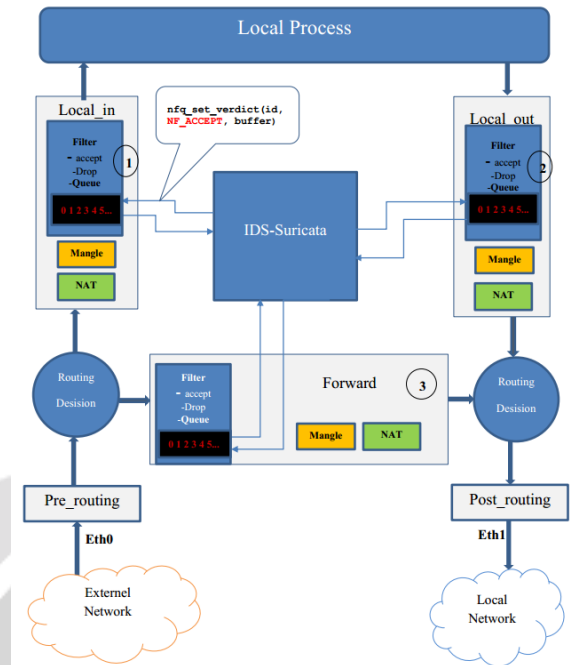 Local Process
Local_in
nfq_set_verdict(id,
NF_ACCEPT, buffer)
Local_out
Filter
- accept
-Drop
-Queue
1
0 1 2 3 4 5...
Mangle
NAT
IDS-Suricata
Filter
- accept
-Drop
-Queue
2
0 1 2 3 4 5...
Mangle
NAT
Routing
Desision
Filter
- accept
-Drop
-Queue
0 1 2 3 4 5...
Forward
3
Mangle
NAT
Routing
Desision
Pre_routing
Post_routing
Eth0
Eth1
Externel
Network
Local
Network